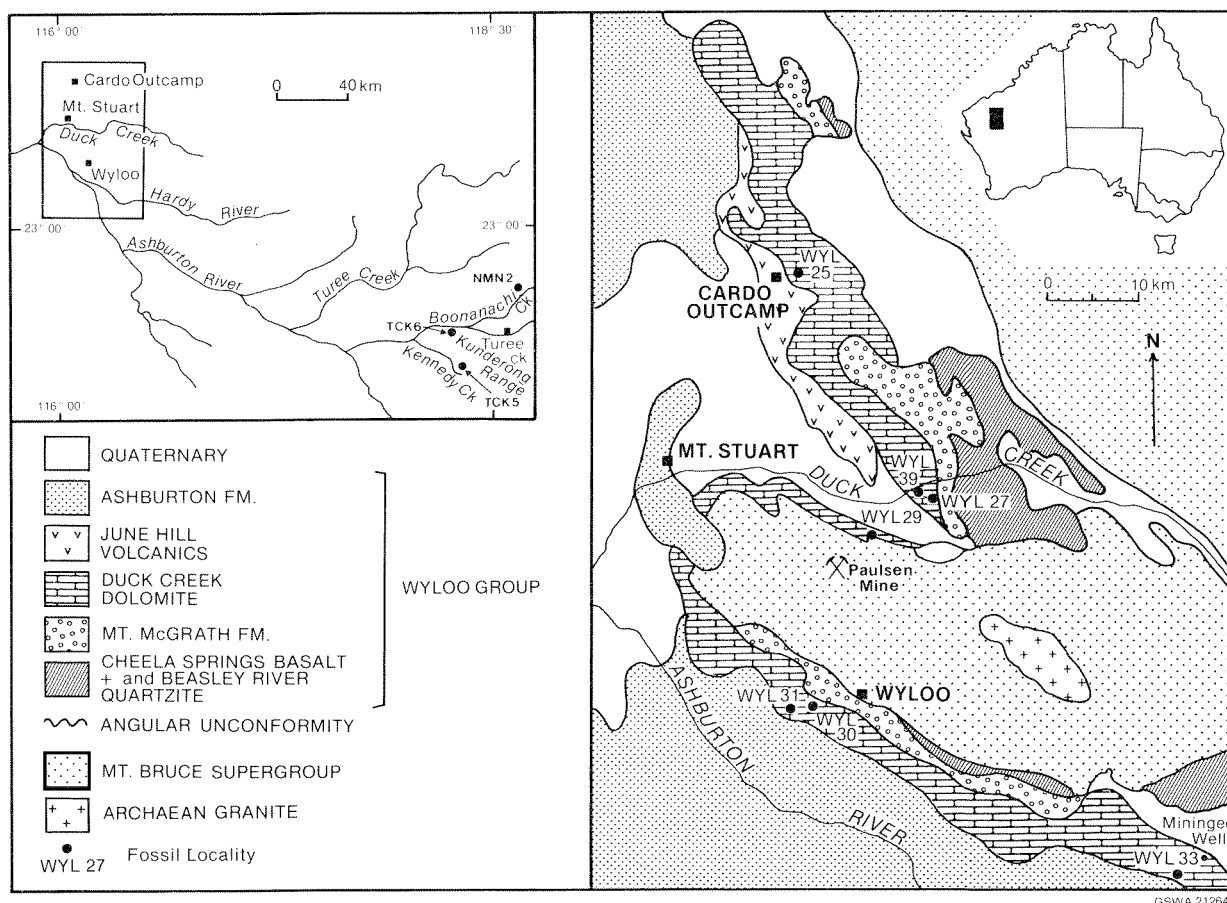 116° 00'
118° 30'
Cardo Outcamp
0 40 km
Mt. Stuart
Duck Creek
Wyloo
Hardy River
23° 00'
23° 00'
Ashburton River
Turee Creek
NMN 2
Boonanachi Ck
TCK6
Turee Ck
Kunderong Range
Kennedy Ck
TCK5
116° 00'
QUATERNARY
ASHBURTON FM.
JUNE HILL
VOLCANICS
DUCK CREEK
DOLOMITE
MT. McGRATH FM.
CHEELA SPRINGS BASALT
+ and BEASLEY RIVER
QUARTZITE
WYLOO GROUP
ANGULAR UNCONFORMITY
MT. BRUCE SUPERGROUP
ARCHAEAN GRANITE
WYL 27 Fossil Locality
WYL
25
CARDO
OUTCAMP
0 10 km
N
MT. STUART
DUCK CREEK
WYL
39
WYL 27
WYL 29
Paulsen
Mine
ASHBURTON RIVER
WYL 31
WYLOO
WYL
30
Mininge
Well
WYL 33
GSWA 21264